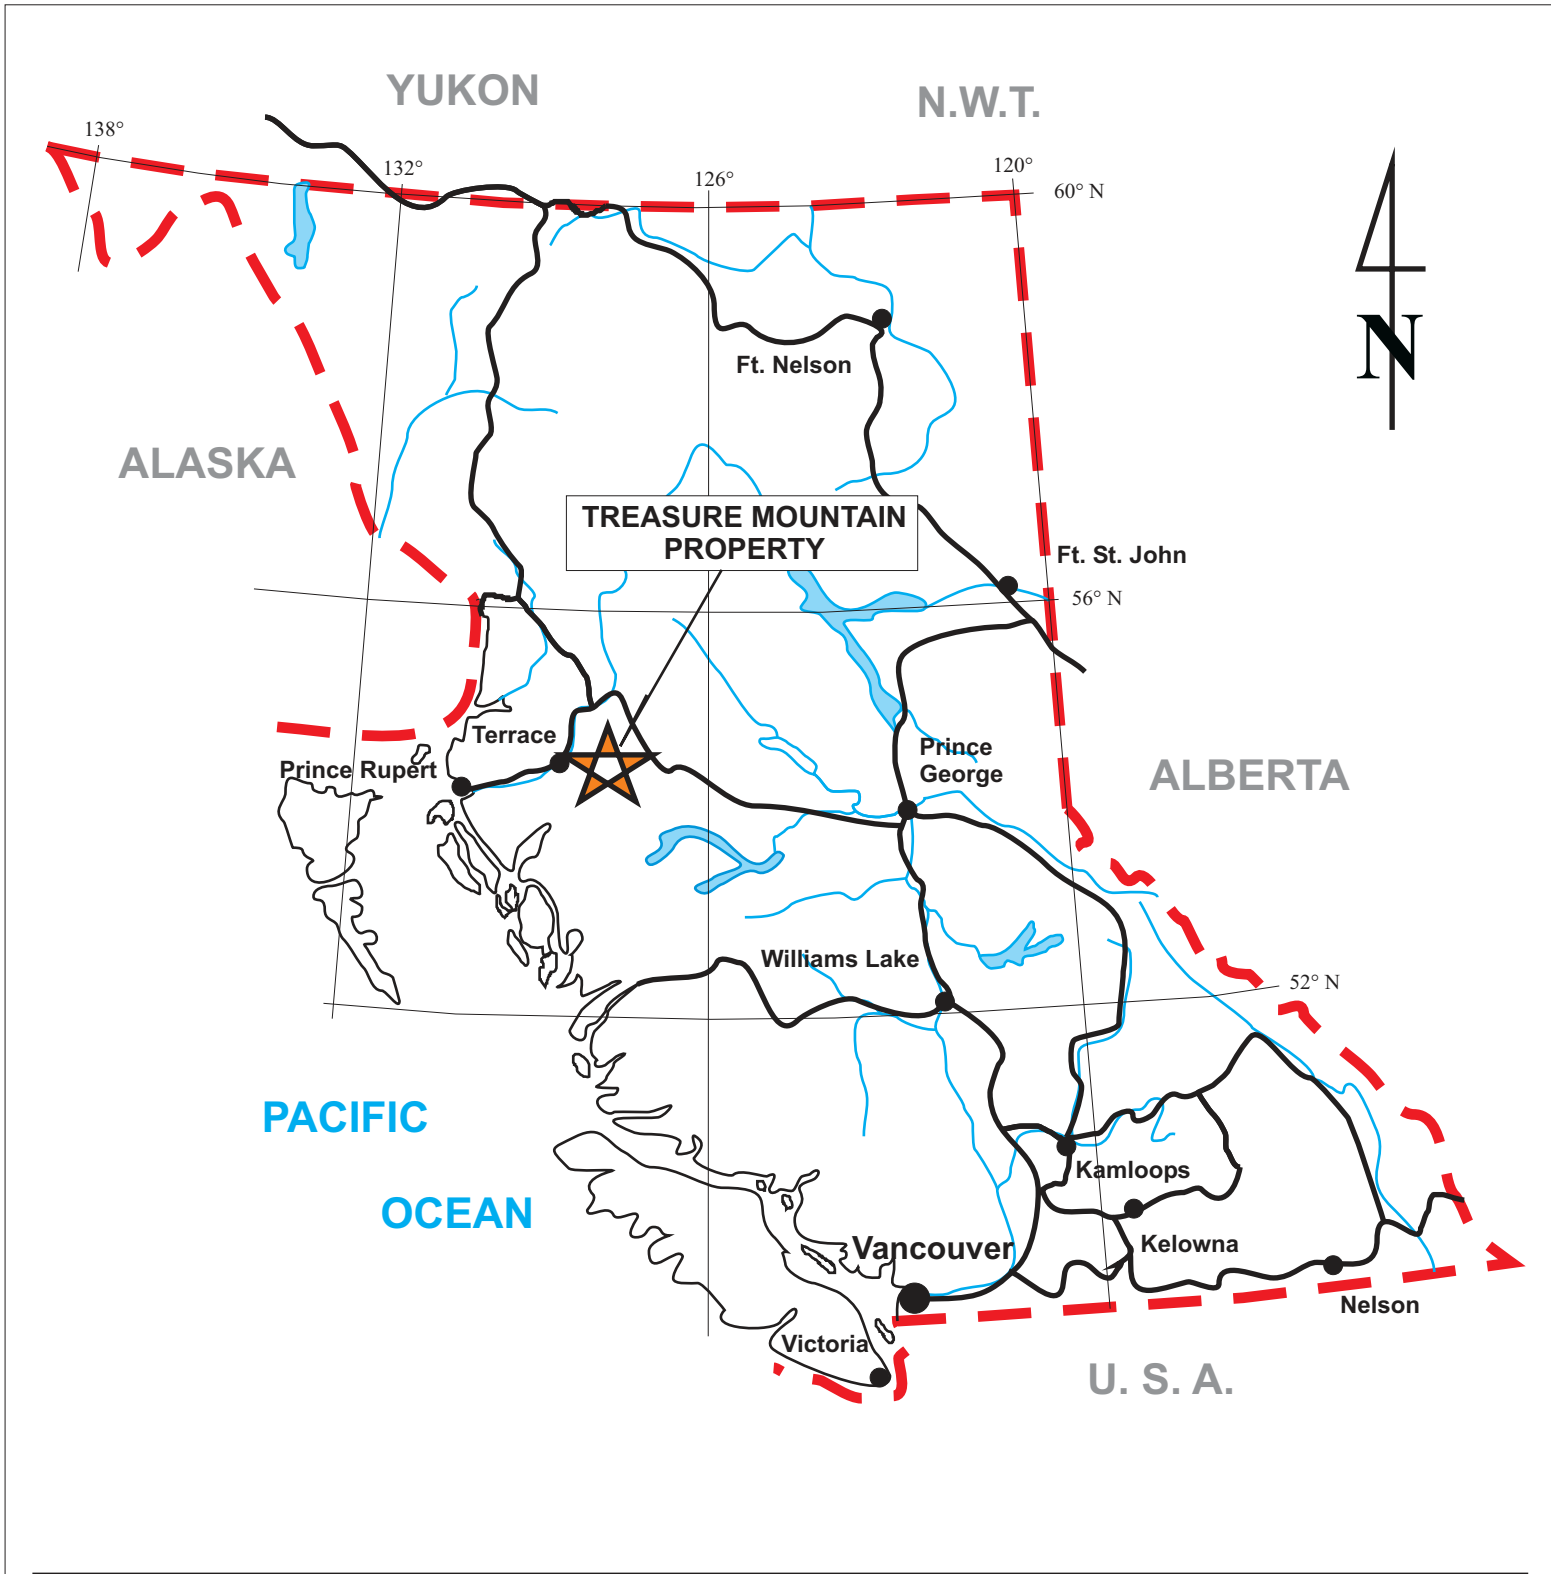 YUKON
N.W.T.
138°
132°
126°
120°
60° N
N
Ft. Nelson
ALASKA
TREASURE MOUNTAIN
PROPERTY
Ft. St. John
56° N
Terrace
Prince Rupert
Prince
George
ALBERTA
Williams Lake
52° N
PACIFIC
OCEAN
Kamloops
Vancouver
Kelowna
Nelson
Victoria
U. S. A.